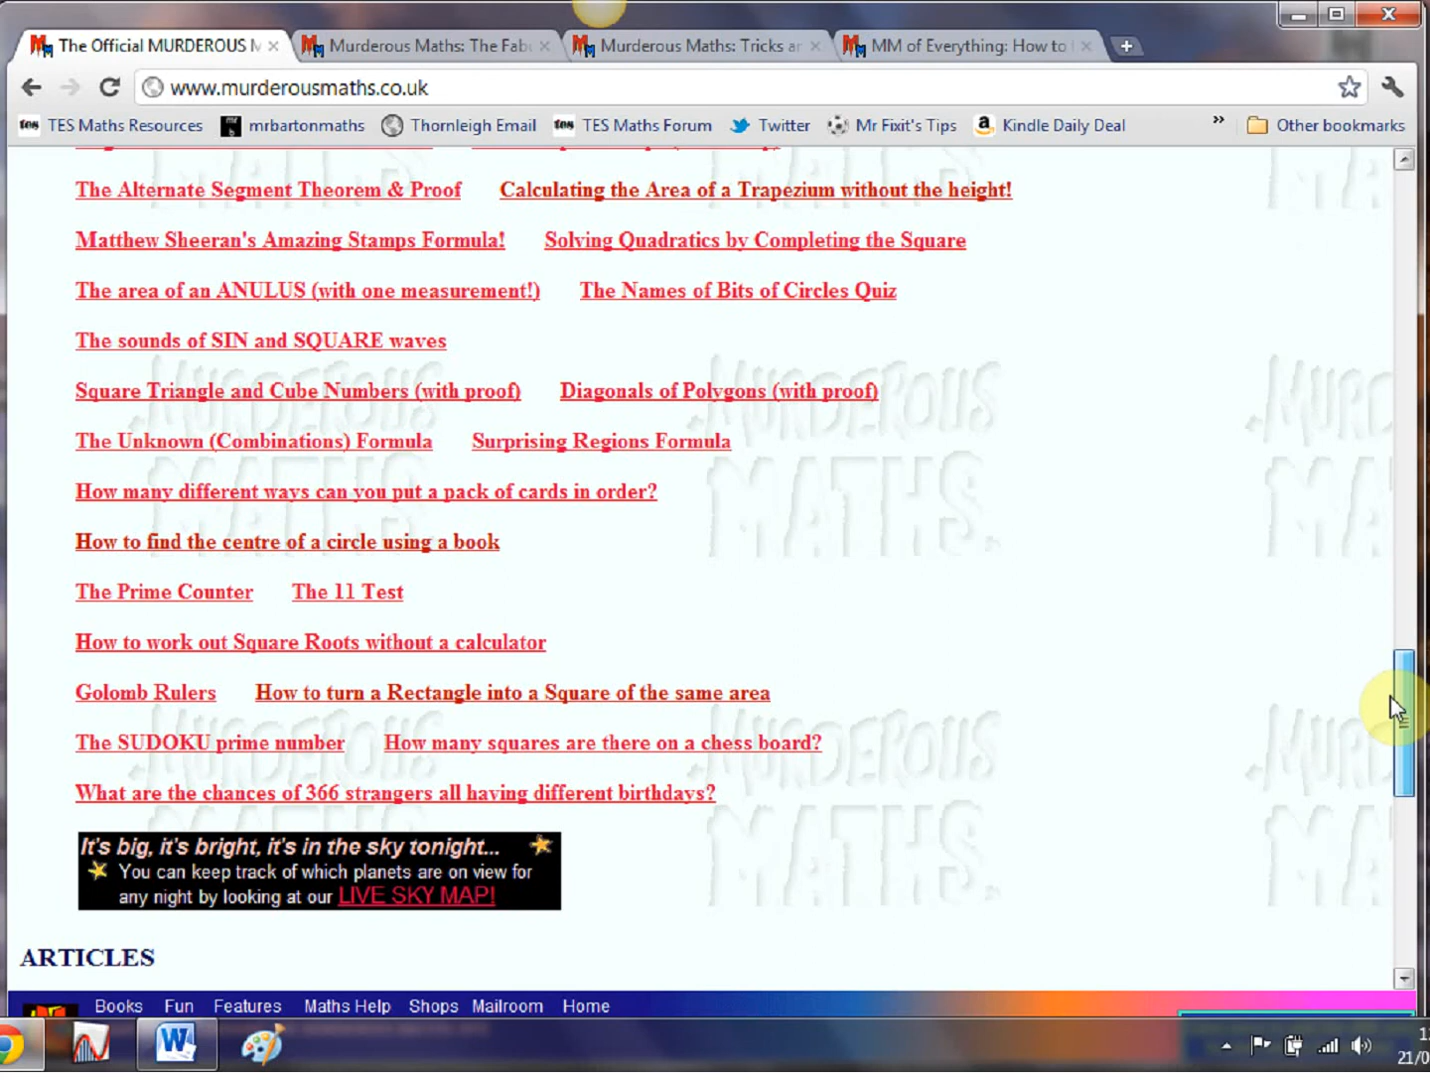 The Official MURDEROUS M
Murderous Maths: The Fab
Murderous Maths: Tricks a
MM of Everything: How to
www.murderousmaths.co.uk
tes TES Maths Resources mrbartonmaths Thornleigh Email tes TES Maths Forum Twitter Mr Fixit's Tips Kindle Daily Deal » Other bookmarks
The Alternate Segment Theorem & Proof Calculating the Area of a Trapezium without the height!
Matthew Sheeran's Amazing Stamps Formula! Solving Quadratics by Completing the Square
The area of an ANULUS (with one measurement!) The Names of Bits of Circles Quiz
The sounds of SIN and SQUARE waves
Square Triangle and Cube Numbers (with proof) Diagonals of Polygons (with proof)
The Unknown (Combinations) Formula Surprising Regions Formula
How many different ways can you put a pack of cards in order?
How to find the centre of a circle using a book
The Prime Counter The 11 Test
How to work out Square Roots without a calculator
Golomb Rulers How to turn a Rectangle into a Square of the same area
The SUDOKU prime number How many squares are there on a chess board?
What are the chances of 366 strangers all having different birthdays?
It's big, it's bright, it's in the sky tonight...
You can keep track of which planets are on view for
any night by looking at our LIVE SKY MAP!
ARTICLES
Books Fun Features Maths Help Shops Mailroom Home
MURDEROUS
MATHS.
21/0